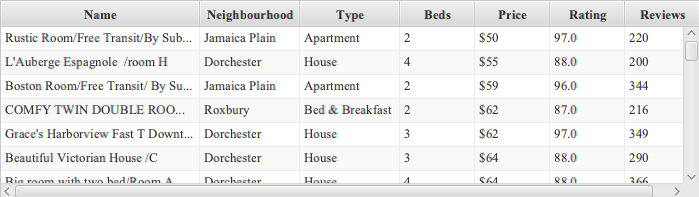 Name Neighbourhood Type Beds Price Rating Reviews
Rustic Room/Free Transit/By Sub... Jamaica Plain Apartment 2 $50 97.0 220
L'Auberge Espagnole /room H Dorchester House 4 $55 88.0 200
Boston Room/Free Transit/ By Su... Jamaica Plain Apartment 2 $59 96.0 344
COMFY TWIN DOUBLE ROO... Roxbury Bed & Breakfast 2 $62 87.0 216
Grace's Harborview Fast T Downt... Dorchester House 3 $62 97.0 349
Beautiful Victorian House /C Dorchester House 3 $64 88.0 290
Big room with two bed/Room A Dorchester House 4 $64 88.0 366